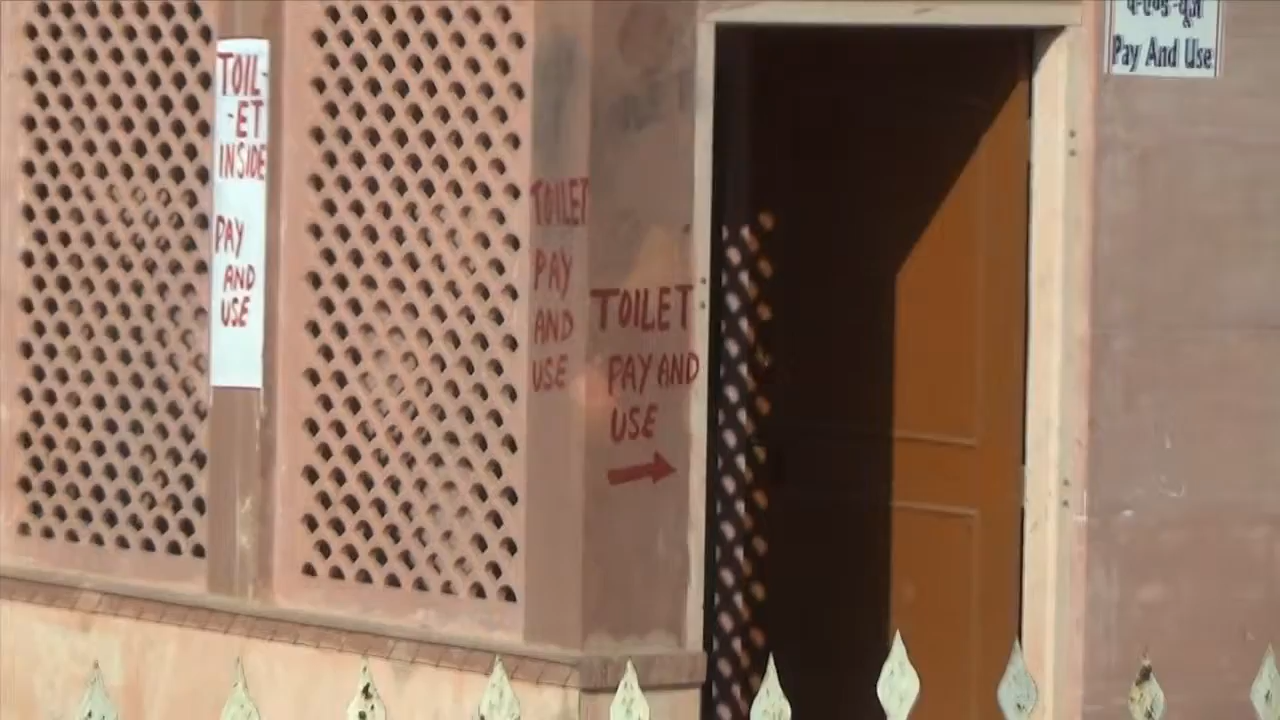 TOIL
-ET
INSIDE
PAY
AND
USE
TOILET
PAY
AND
USE
TOILET
PAY AND
USE
Pay And Use